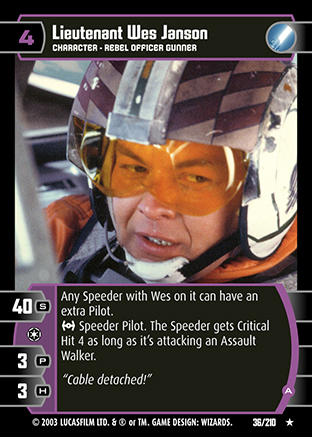 4
Lieutenant Wes Janson
CHARACTER - REBEL OFFICER GUNNER
40 S
Any Speeder with Wes on it can have an
extra Pilot.
Speeder Pilot. The Speeder gets Critical
Hit 4 as long as it's attacking an Assault
Walker.
3 P
3 H
"Cable detached!"
A
© 2003 LUCASFILM LTD. & ® or TM. GAME DESIGN: WIZARDS.
36/210